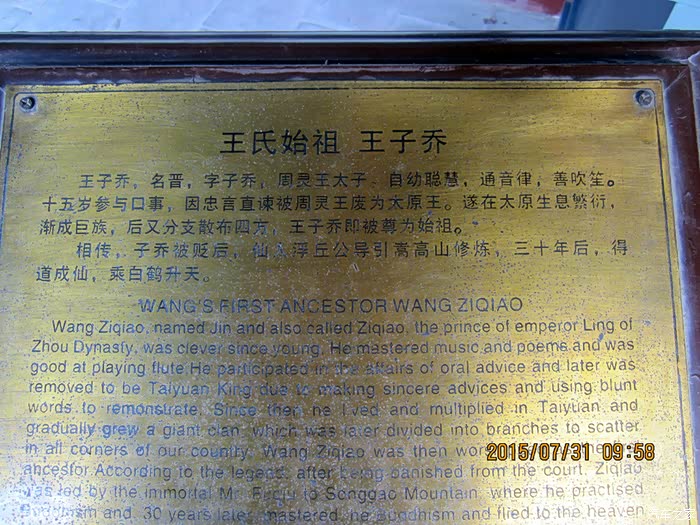 王氏始祖 王子乔
王子乔，名晋，字子乔，周灵王太子。自幼聪慧，通音律，善吹笙。
十五岁参与口事，因忠言直谏被周灵王废为太原王。遂在太原生息繁衍，
渐成巨族，后又分支散布四方，王子乔即被尊为始祖。
相传，子乔被贬后，仙人浮丘公导引嵩高山修炼，三十年后，得
道成仙，乘白鹤升天。
WANG'S FIRST ANCESTOR WANG ZIQIAO
Wang Ziqiao, named Jin and also called Ziqiao, the prince of emperor Ling of
Zhou Dynasty, was clever since young. He mastered music and poems and was
good at playing flute.He participated in the affairs of oral advice and later was
removed to be Taiyuan King due to making sincere advices and using blunt
words to remonstrate. Since then he lived and multiplied in Taiyuan and
gradually grew a giant clan, which was later divided into branches to scatter
in all corners of our country. Wang Ziqiao was then
ancestor. According to the legend, after being banished from the court, Ziqiao
was led by the immortal Mr. Fuqiu to Songgao Mountain, where he practised
Buddhism and 30 years later mastered the Buddhism and flied to the heaven
2015/07/31 09:58